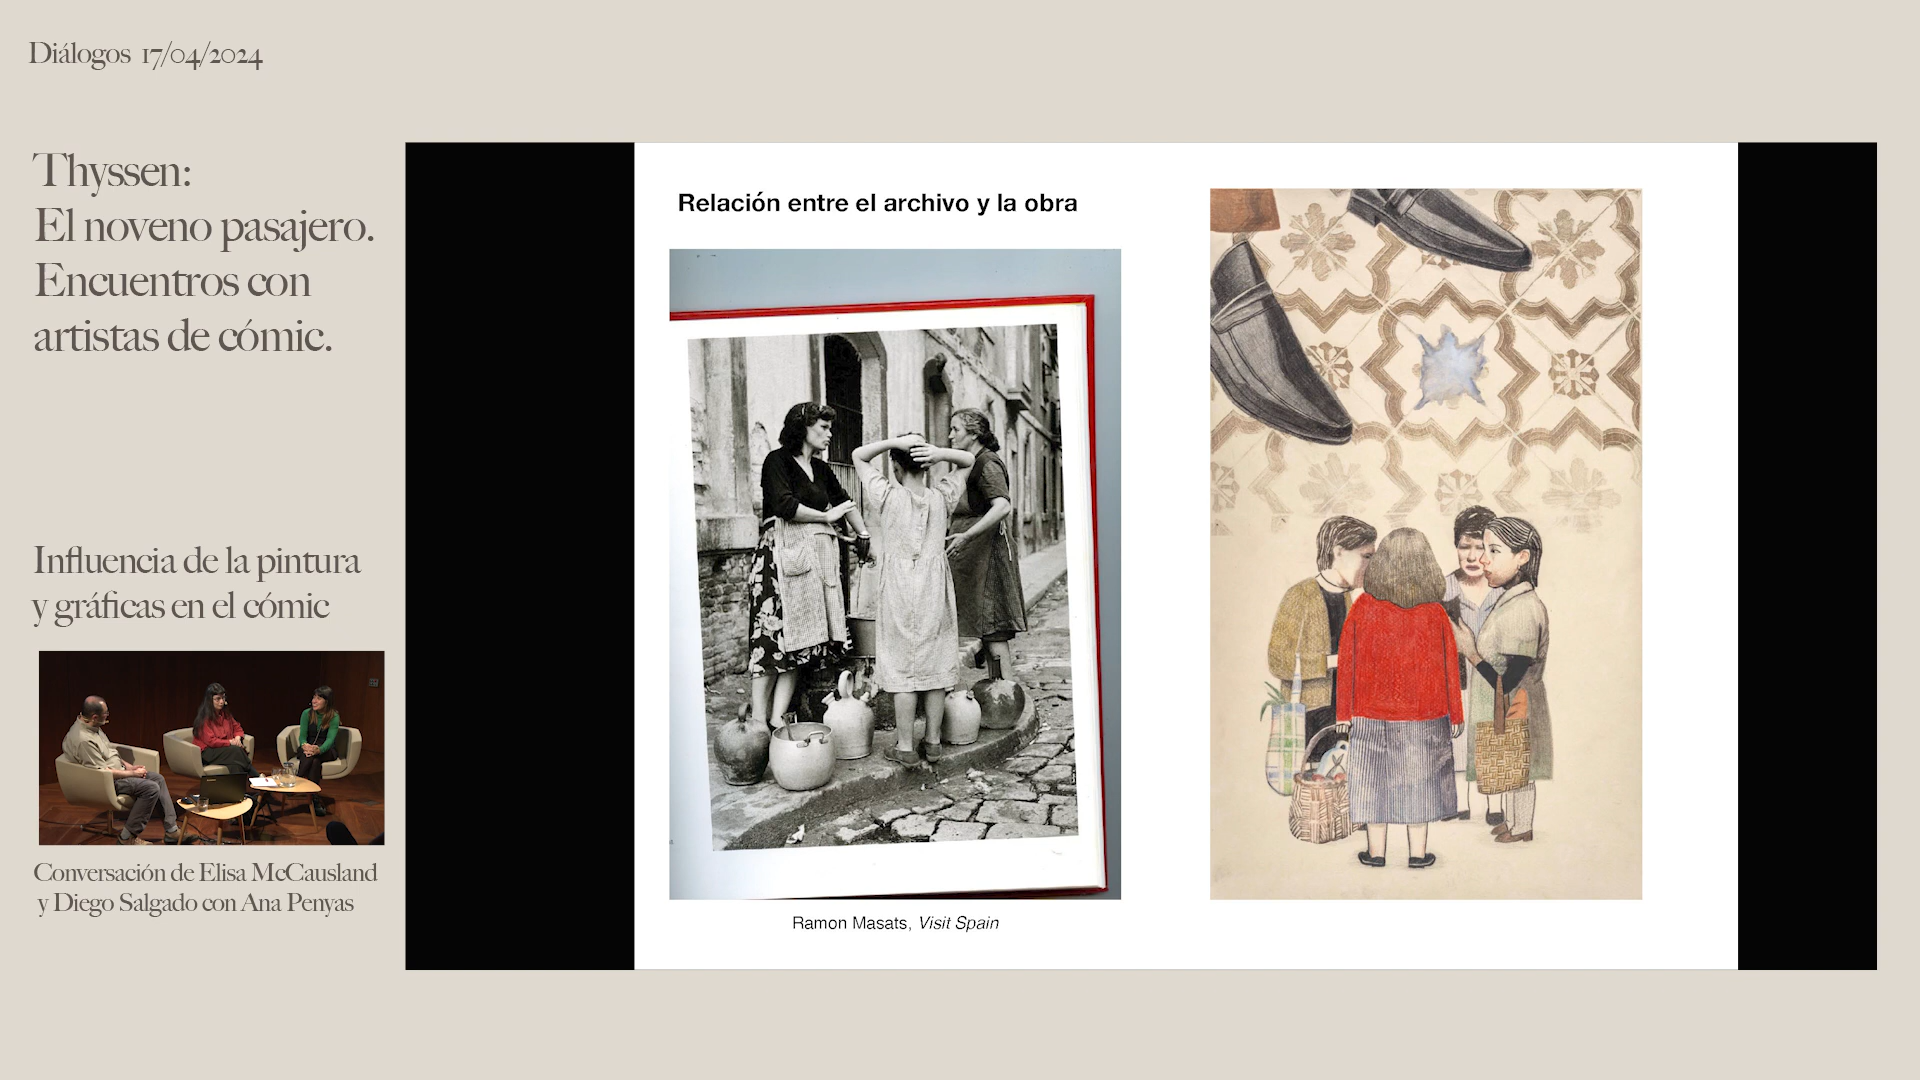 Diálogos 17/04/2024
Thyssen:
El noveno pasajero.
Encuentros con
artistas de cómic.
Influencia de la pintura
y gráficas en el cómic
Conversación de Elisa McCausland
y Diego Salgado con Ana Penyas
Relación entre el archivo y la obra
Ramon Masats, Visit Spain